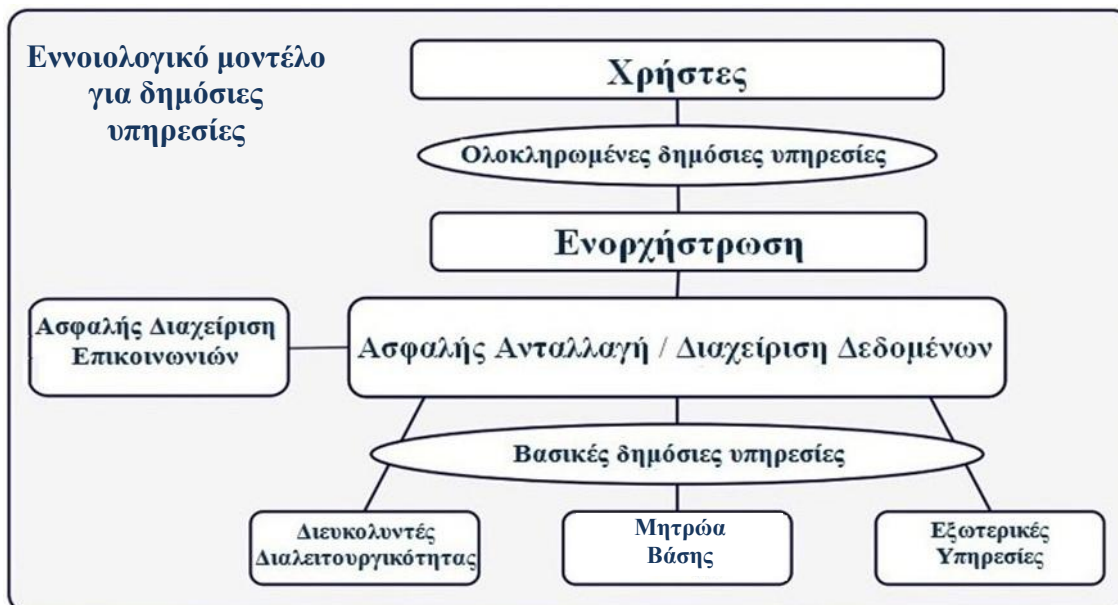 Εννοιολογικό μοντέλο
για δημόσιες
υπηρεσίες
Χρήστες
Ολοκληρωμένες δημόσιες υπηρεσίες
Ενορχήστρωση
Ασφαλής Διαχείριση
Επικοινωνιών
Ασφαλής Ανταλλαγή / Διαχείριση Δεδομένων
Βασικές δημόσιες υπηρεσίες
Διευκολυντές
Διαλειτουργικότητας
Μητρώα
Βάσης
Εξωτερικές
Υπηρεσίες